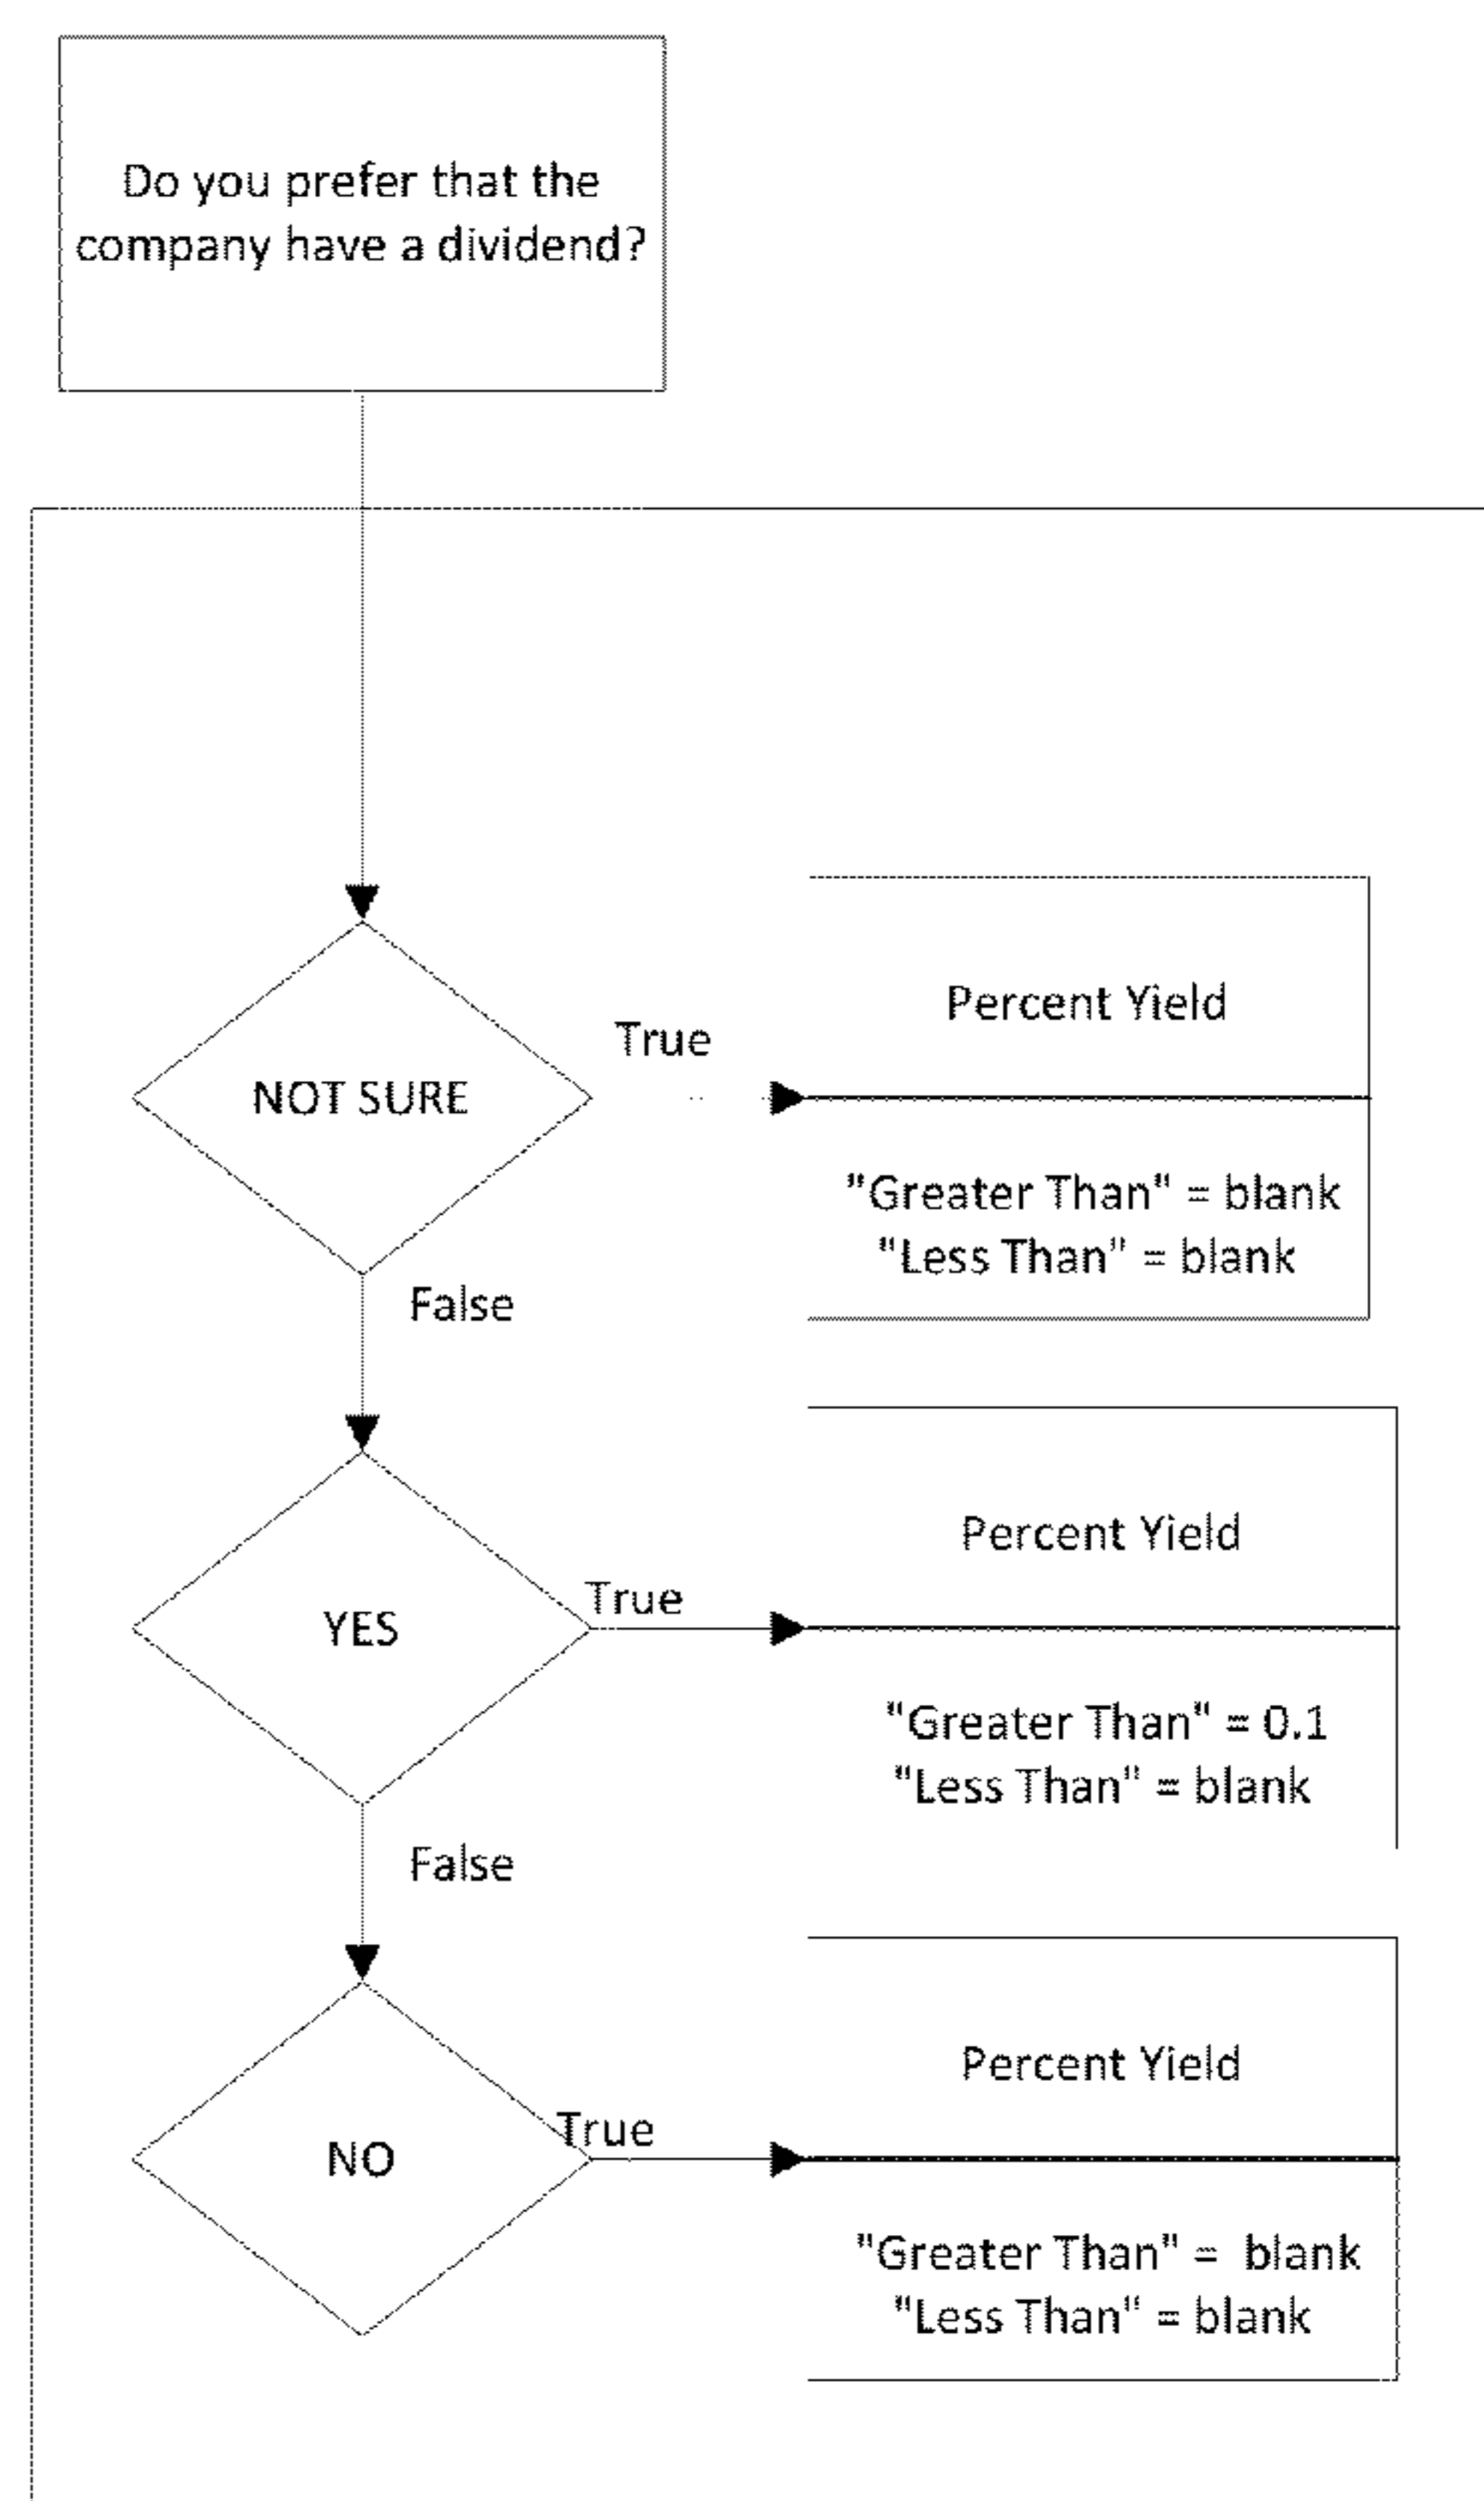 Do you prefer that the
company have a dividend?
NOT SURE
True
Percent Yield
"Greater Than" = blank
"Less Than" = blank
False
YES
True
Percent Yield
"Greater Than" = 0.1
"Less Than" = blank
False
NO
True
Percent Yield
"Greater Than" = blank
"Less Than" = blank